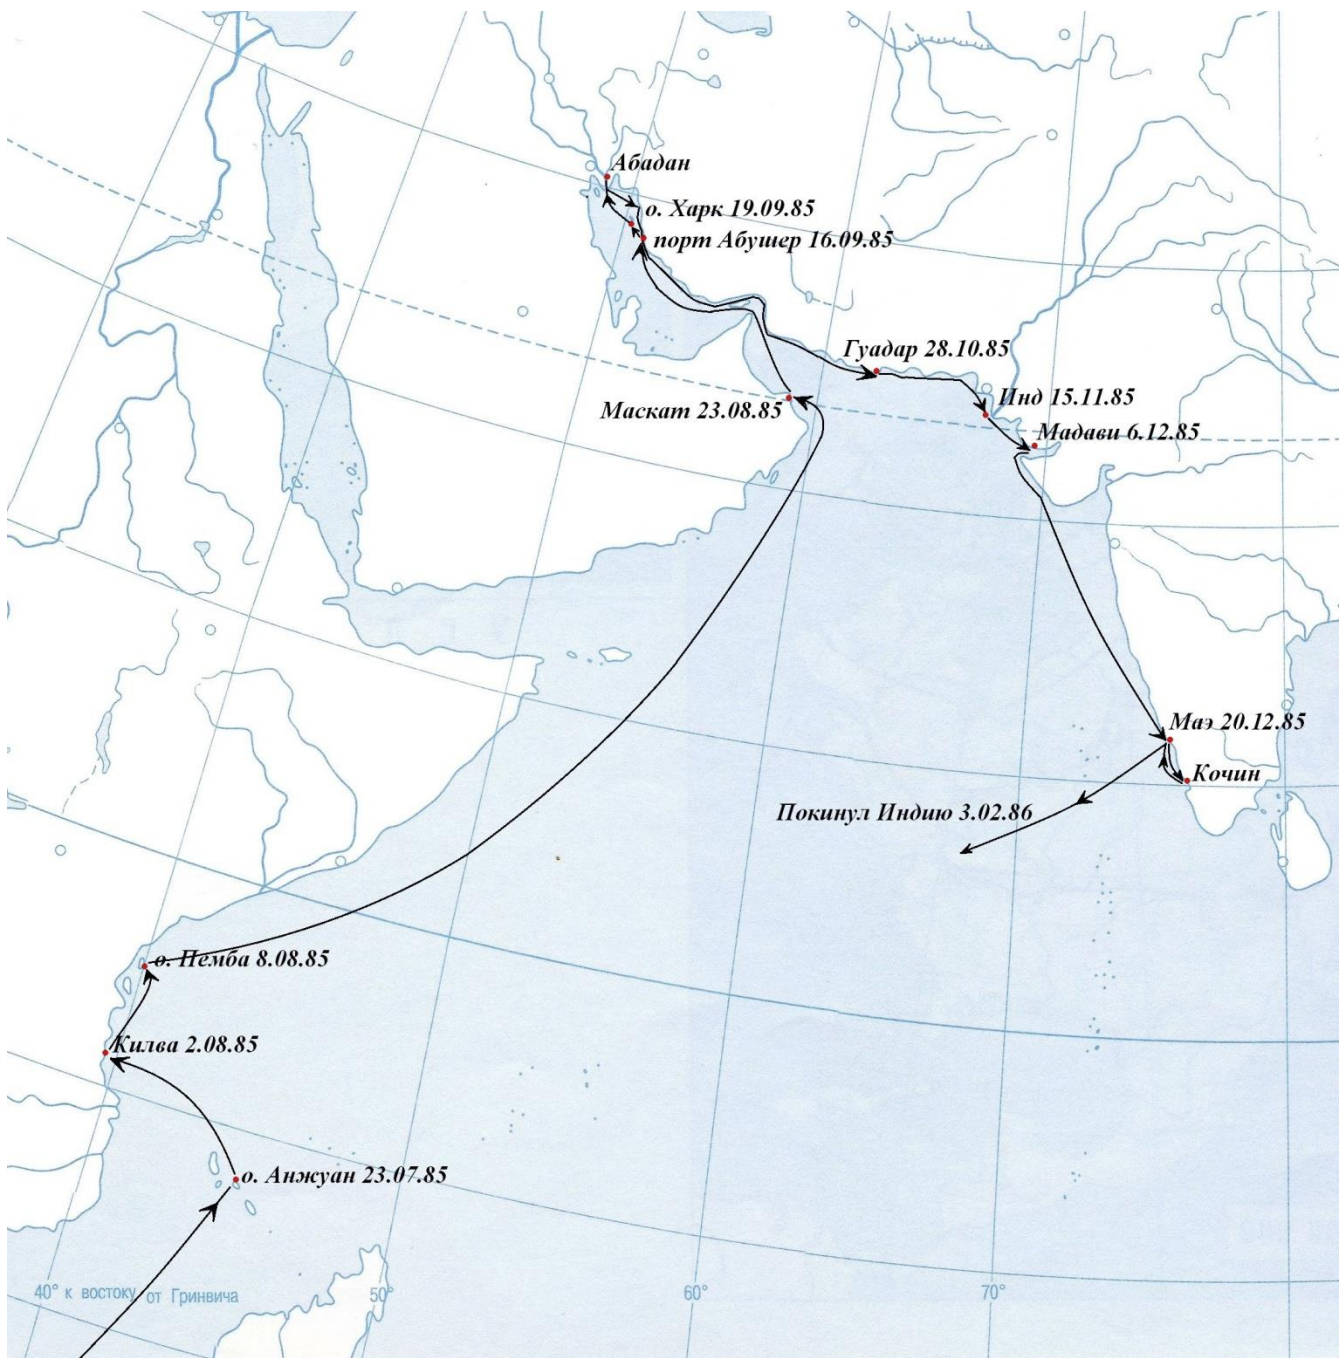 Абадан
о. Харк 19.09.85
порт Абушер 16.09.85
Гуадар 28.10.85
Маскат 23.08.85
Инд 15.11.85
Мадави 6.12.85
Маэ 20.12.85
Кочин
Покинул Индию 3.02.86
о. Пемба 8.08.85
Килва 2.08.85
о. Анжуан 23.07.85
40° к востоку от Гринвича
50°
60°
70°